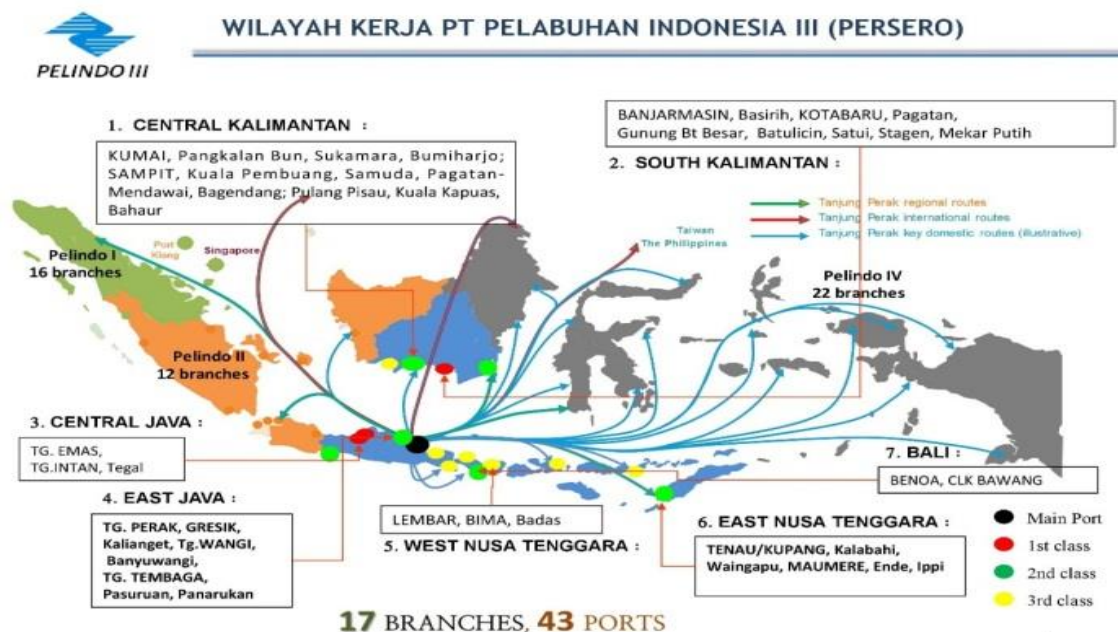 WILAYAH KERJA PT PELABUHAN INDONESIA III (PERSERO)
PELINDO III
1. CENTRAL KALIMANTAN :
KUMAI, Pangkalan Bun, Sukamara, Bumiharjo;
SAMPIT, Kuala Pembuang, Samuda, Pagatan-
Mendawai, Bagendang; Pulang Pisau, Kuala Kapuas,
Bahaur
BANJARMASIN, Basirih, KOTABARU, Pagatan,
Gunung Bt Besar, Batulicin, Satui, Stagen, Mekar Putih
2. SOUTH KALIMANTAN :
Tanjung Perak regional routes
Tanjung Perak international routes
Tanjung Perak key domestic routes (illustrative)
Port
Klang
Singapore
Taiwan
The Philippines
Pelindo I
16 branches
Pelindo IV
22 branches
Pelindo II
12 branches
3. CENTRAL JAVA :
TG. EMAS,
TG.INTAN, Tegal
4. EAST JAVA :
TG. PERAK, GRESIK,
Kalianget, Tg.WANGI,
Banyuwangi,
TG. TEMBAGA,
Pasuruan, Panarukan
LEMBAR, BIMA, Badas
5. WEST NUSA TENGGARA :
6. EAST NUSA TENGGARA :
TENAU/KUPANG, Kalabahi,
Waingapu, MAUMERE, Ende, Ippi
7. BALI :
BENOA, CLK BAWANG
Main Port
1st class
2nd class
3rd class
17 BRANCHES, 43 PORTS